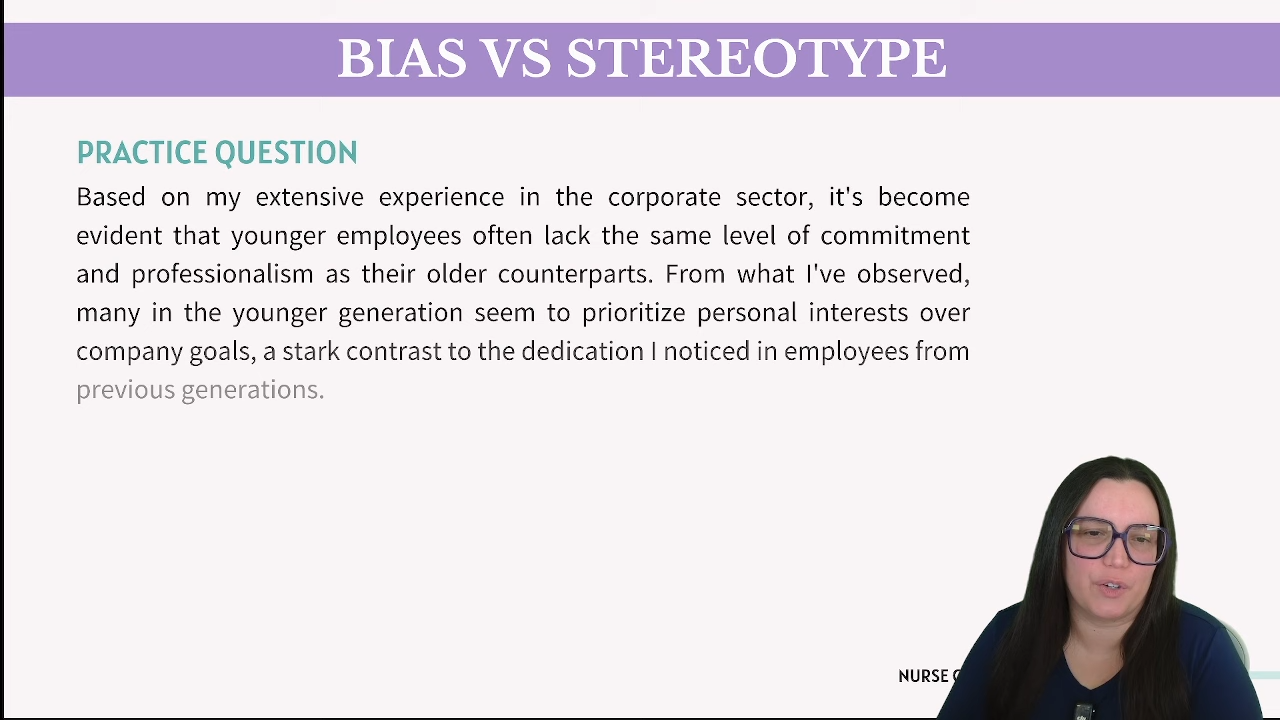 BIAS VS STEREOTYPE
PRACTICE QUESTION
Based on my extensive experience in the corporate sector, it's become
evident that younger employees often lack the same level of commitment
and professionalism as their older counterparts. From what I've observed,
many in the younger generation seem to prioritize personal interests over
company goals, a stark contrast to the dedication I noticed in employees from
previous generations.
NURSE